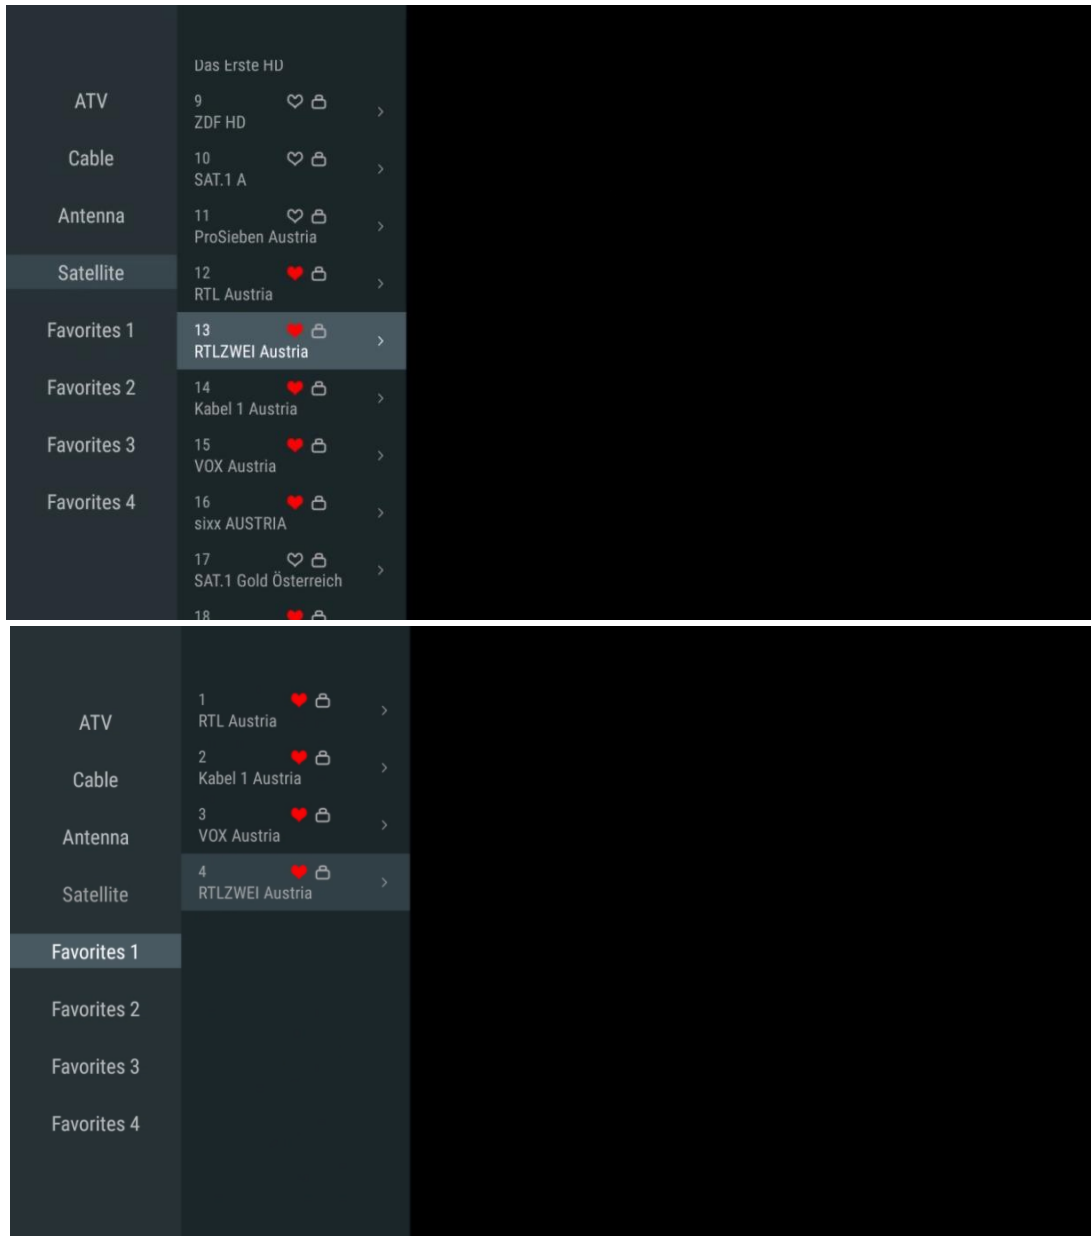 ATV
Cable
Antenna
Satellite
Favorites 1
Favorites 2
Favorites 3
Favorites 4
Das Erste HD
9
ZDF HD
10
SAT.1 A
11
ProSieben Austria
12
RTL Austria
13
RTLZWEI Austria
14
Kabel 1 Austria
15
VOX Austria
16
sixx AUSTRIA
17
SAT.1 Gold Österreich
18
ATV
Cable
Antenna
Satellite
Favorites 1
Favorites 2
Favorites 3
Favorites 4
1
RTL Austria
2
Kabel 1 Austria
3
VOX Austria
4
RTLZWEI Austria